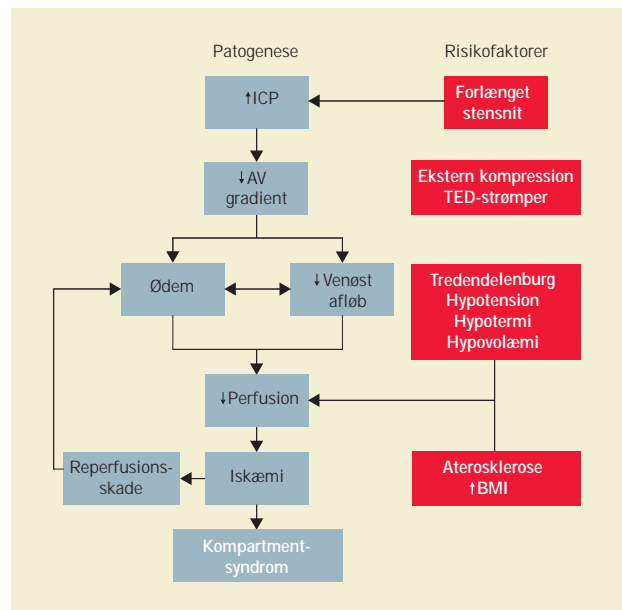 Patogenese
Risikofaktorer
↑ICP
Forlænget
stensnit
↓AV
gradient
Ekstern kompression
TED-strømper
Ødem
↓Venøst
afløb
Tredendelenburg
Hypotension
Hypotermi
Hypovolæmi
↓Perfusion
Reperfusions-
skade
Iskæmi
Aterosklerose
↑BMI
Kompartment-
syndrom